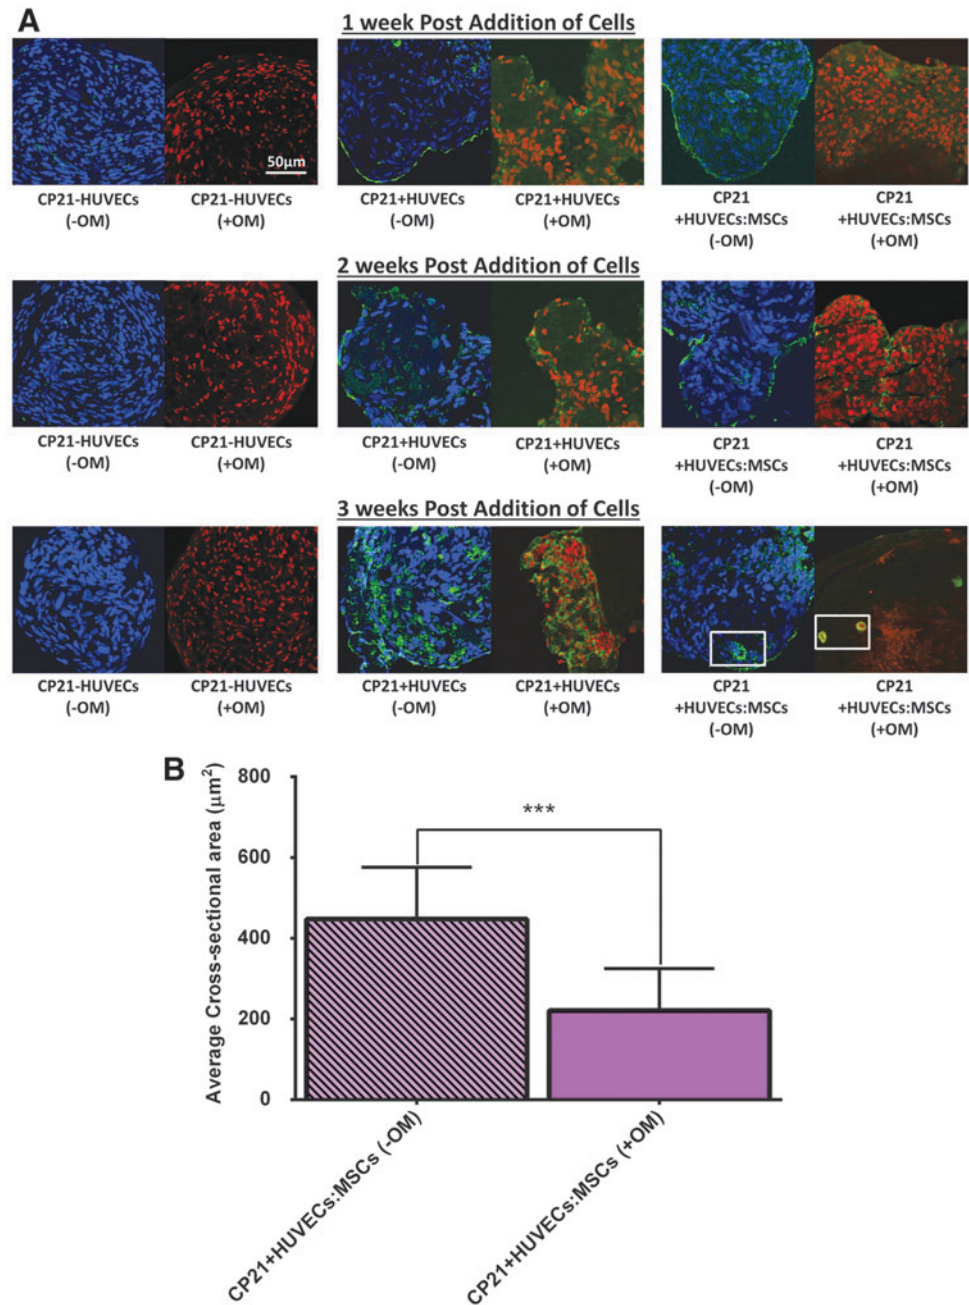 A
1 week Post Addition of Cells
50μm
CP21-HUVECs
(-OM)
CP21-HUVECs
(+OM)
CP21+HUVECs
(-OM)
CP21+HUVECs
(+OM)
CP21
+HUVECs:MSCs
(-OM)
CP21
+HUVECs:MSCs
(+OM)
2 weeks Post Addition of Cells
CP21-HUVECs
(-OM)
CP21-HUVECs
(+OM)
CP21+HUVECs
(-OM)
CP21+HUVECs
(+OM)
CP21
+HUVECs:MSCs
(-OM)
CP21
+HUVECs:MSCs
(+OM)
3 weeks Post Addition of Cells
CP21-HUVECs
(-OM)
CP21-HUVECs
(+OM)
CP21+HUVECs
(-OM)
CP21+HUVECs
(+OM)
CP21
+HUVECs:MSCs
(-OM)
CP21
+HUVECs:MSCs
(+OM)
B
Average Cross-sectional area (μm²)
800
600
400
200
0
***
CP21+HUVECs:MSCs (-OM)
CP21+HUVECs:MSCs (+OM)